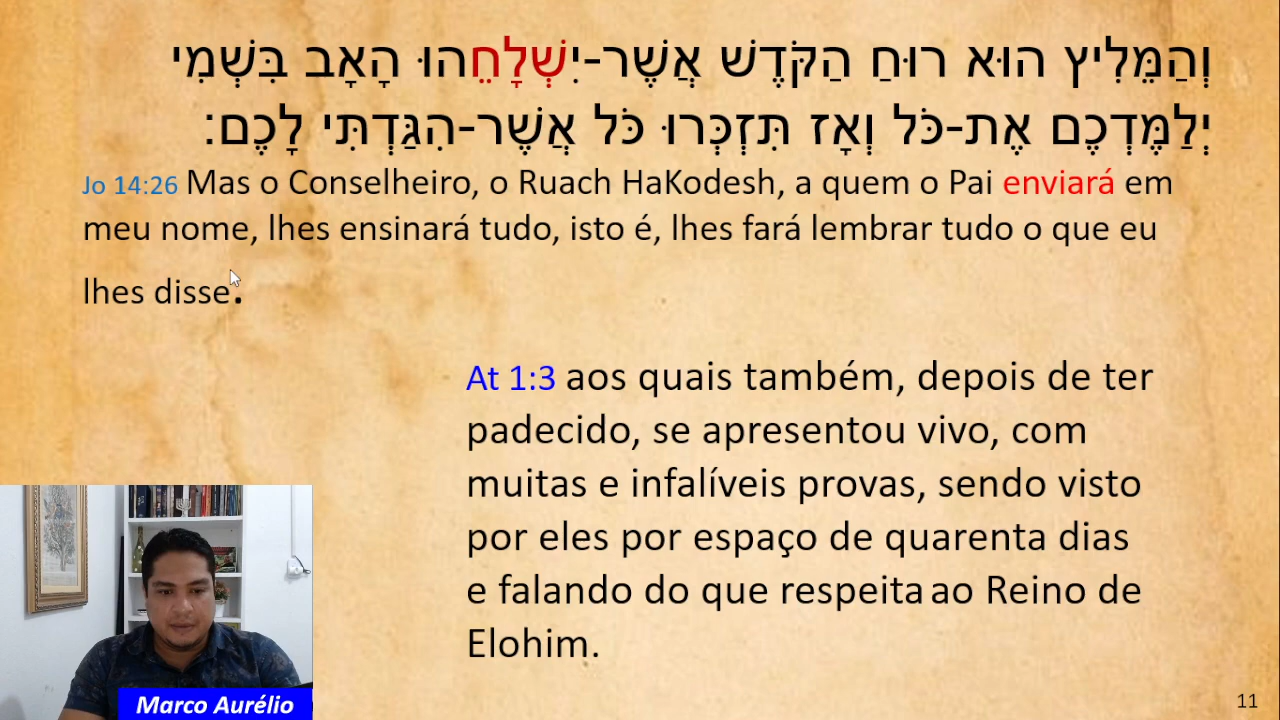 וְהַמֵּלִיץ הוּא רוּחַ הַקֹּדֶשׁ אֲשֶׁר-יִשְׁלָחֵהוּ הָאָב בִּשְׁמִי
יְלַמֶּדְכֶם אֶת-כֹּל וְאָז תִּזְכְּרוּ כֹּל אֲשֶׁר-הִגַּדְתִּי לָכֶם:
Jo 14:26 Mas o Conselheiro, o Ruach HaKodesh, a quem o Pai enviará em
meu nome, lhes ensinará tudo, isto é, lhes fará lembrar tudo o que eu
lhes disse.
At 1:3 aos quais também, depois de ter
padecido, se apresentou vivo, com
muitas e infalíveis provas, sendo visto
por eles por espaço de quarenta dias
e falando do que respeita ao Reino de
Elohim.
Marco Aurélio
11